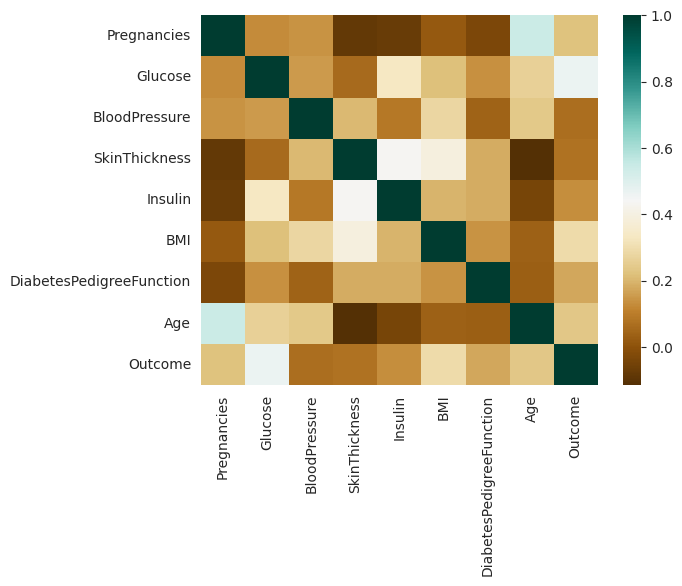 Pregnancies
Glucose
BloodPressure
SkinThickness
Insulin
BMI
DiabetesPedigreeFunction
Age
Outcome
Pregnancies
Glucose
BloodPressure
SkinThickness
Insulin
BMI
DiabetesPedigreeFunction
Age
Outcome
1.0
0.8
0.6
0.4
0.2
0.0